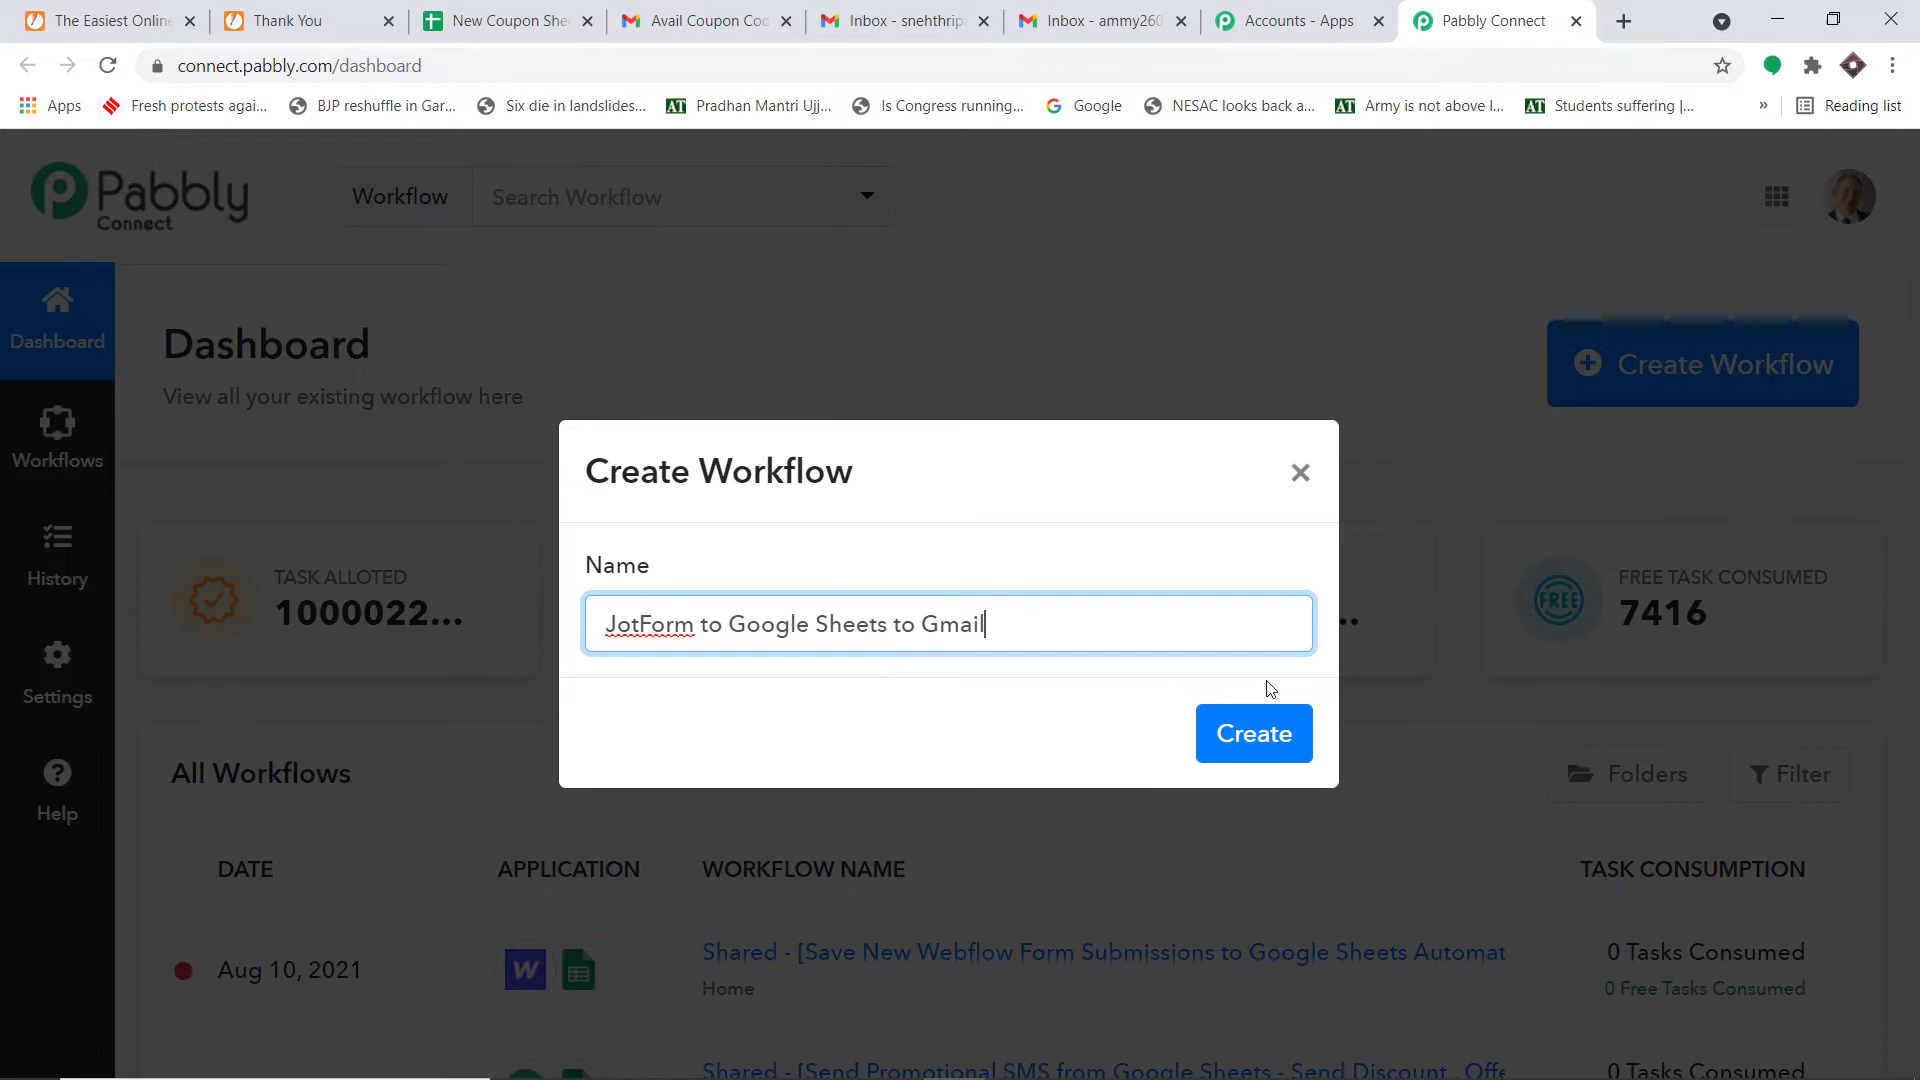 The Easiest Online
Thank You
New Coupon She
Avail Coupon Co
Inbox - snehthrip
Inbox - ammy260
Accounts - Apps
Pabbly Connect
connect.pabbly.com/dashboard
Apps
Fresh protests agai...
BJP reshuffle in Gar...
Six die in landslides...
Pradhan Mantri Ujj...
Is Congress running...
Google
NESAC looks back a...
Army is not above l...
Students suffering |...
»
Reading list
Pabbly
Connect
Workflow
Search Workflow
Dashboard
Workflows
History
Settings
Help
Dashboard
View all your existing workflow here
Create Workflow
Create Workflow
Name
JotForm to Google Sheets to Gmail
Create
TASK ALLOTED
1000022...
FREE
FREE TASK CONSUMED
7416
All Workflows
Folders
Filter
DATE
APPLICATION
WORKFLOW NAME
TASK CONSUMPTION
Aug 10, 2021
Shared - [Save New Webflow Form Submissions to Google Sheets Automat
Home
0 Tasks Consumed
0 Free Tasks Consumed
Shared - [Send Promotional SMS from Google Sheets - Send Discount , Offe
0 Tasks Consumed